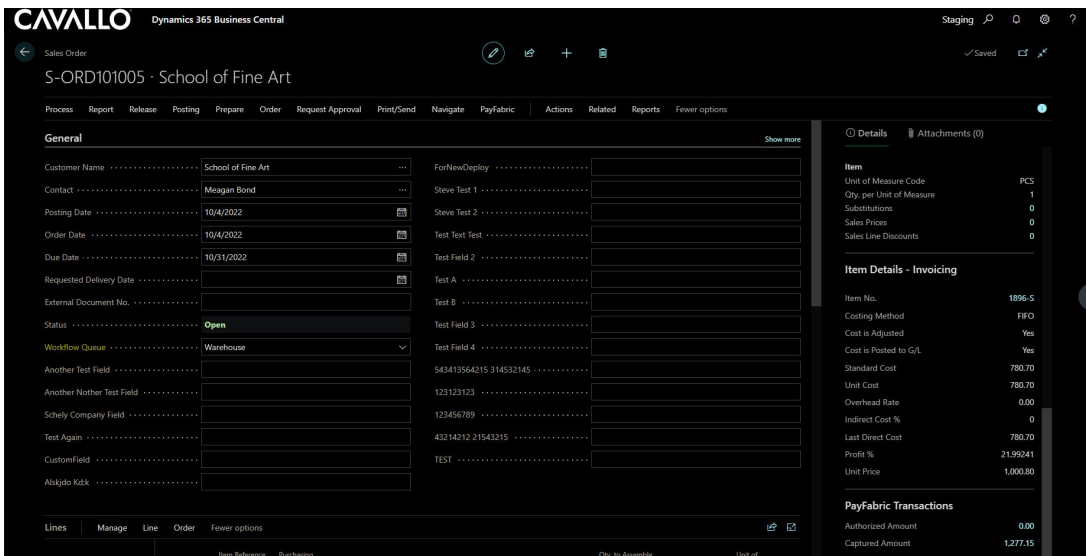 CAVALLO Dynamics 365 Business Central Staging ?
Sales Order Saved
S-ORD101005 · School of Fine Art
Process Report Release Posting Prepare Order Request Approval Print/Send Navigate PayFabric Actions Related Reports Fewer options
General Show more
Customer Name School of Fine Art
Contact Meagan Bond
Posting Date 10/4/2022
Order Date 10/4/2022
Due Date 10/31/2022
Requested Delivery Date
External Document No.
Status Open
Workflow Queue Warehouse
Another Test Field
Another Nother Test Field
Schely Company Field
Test Again
CustomField
Alskjdo Kd:k
ForNewDeploy
Steve Test 1
Steve Test 2
Test Text Test
Test Field 2
Test A
Test B
Test Field 3
Test Field 4
543413564215 314532145
123123123
123456789
43214212 21543215
TEST
Lines Manage Line Order Fewer options
Item Reference Purchasing Qty. to Assemble Unit of
Details Attachments (0)
Item
Unit of Measure Code PCS
Qty. per Unit of Measure 1
Substitutions 0
Sales Prices 0
Sales Line Discounts 0
Item Details - Invoicing
Item No. 1896-S
Costing Method FIFO
Cost is Adjusted Yes
Cost is Posted to G/L Yes
Standard Cost 780.70
Unit Cost 780.70
Overhead Rate 0.00
Indirect Cost % 0
Last Direct Cost 780.70
Profit % 21.99241
Unit Price 1,000.80
PayFabric Transactions
Authorized Amount 0.00
Captured Amount 1,277.15